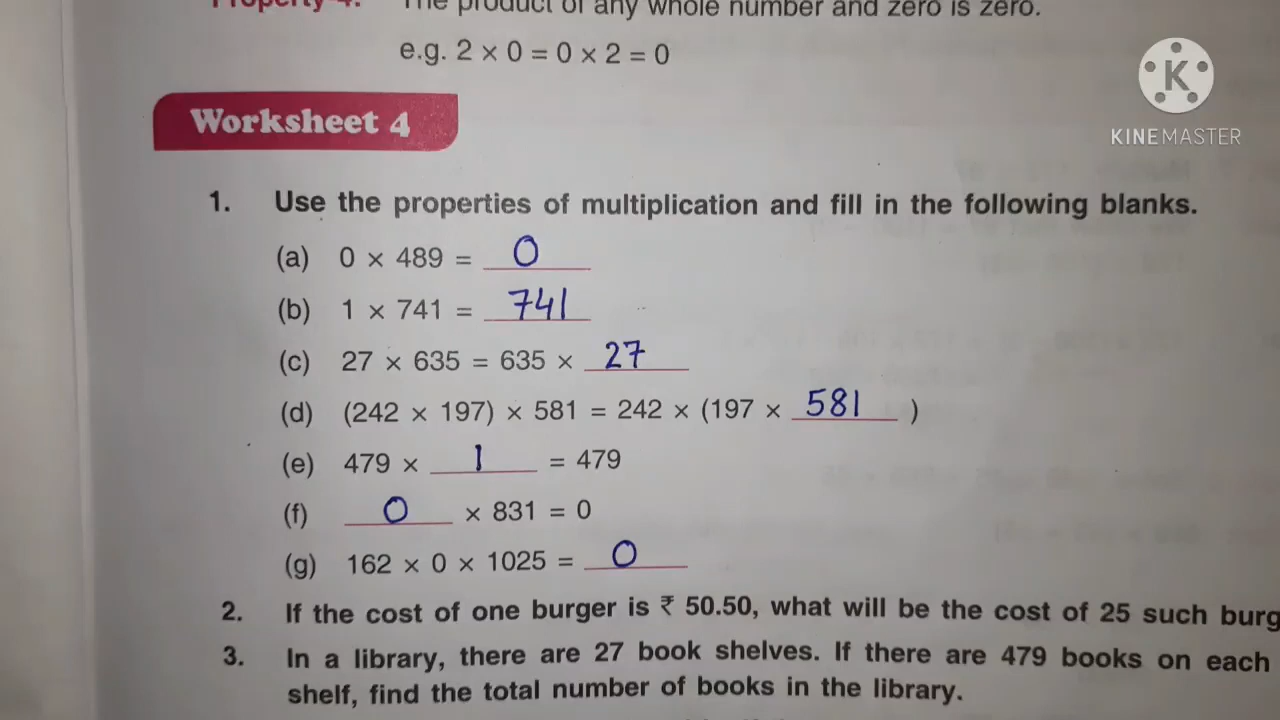 Property 4. The product of any whole number and zero is zero.
e.g. 2 × 0 = 0 × 2 = 0
K
KINEMASTER
Worksheet 4
1. Use the properties of multiplication and fill in the following blanks.
(a) 0 × 489 = 0
(b) 1 × 741 = 741
(c) 27 × 635 = 635 × 27
(d) (242 × 197) × 581 = 242 × (197 × 581 )
(e) 479 × 1 = 479
(f) 0 × 831 = 0
(g) 162 × 0 × 1025 = 0
2. If the cost of one burger is ₹ 50.50, what will be the cost of 25 such burg
3. In a library, there are 27 book shelves. If there are 479 books on each
shelf, find the total number of books in the library.